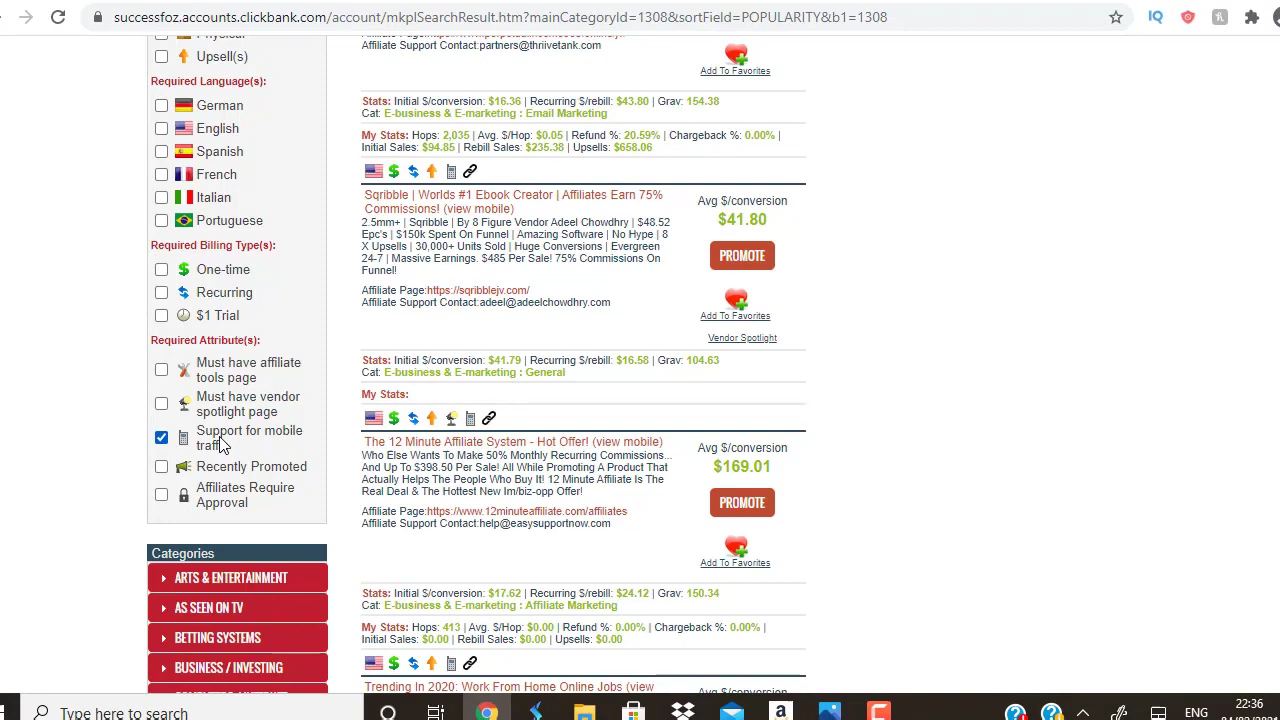 successfoz.accounts.clickbank.com/account/mkplSearchResult.htm?mainCategoryId=1308&sortField=POPULARITY&b1=1308
Upsell(s)
Required Language(s):
German
English
Spanish
French
Italian
Portuguese
Required Billing Type(s):
One-time
Recurring
$1 Trial
Required Attribute(s):
Must have affiliate
tools page
Must have vendor
spotlight page
Support for mobile
Recently Promoted
Affiliates Require
Approval
Categories
ARTS & ENTERTAINMENT
AS SEEN ON TV
BETTING SYSTEMS
BUSINESS / INVESTING
Affiliate Support Contact:partners@thriivetank.com
Add To Favorites
Stats: Initial $/conversion: $16.36 | Recurring $/rebill: $43.80 | Grav: 154.38
Cat: E-business & E-marketing : Email Marketing
My Stats: Hops: 2,035 | Avg. $/Hop: $0.05 | Refund %: 20.59% | Chargeback %: 0.00% |
Initial Sales: $94.85 | Rebill Sales: $235.38 | Upsells: $658.06
Sqribble | Worlds #1 Ebook Creator | Affiliates Earn 75%
Commissions! (view mobile)
2.5mm+ | Sqribble | By 8 Figure Vendor Adeel Chowdhry | $48.52
Epc's | $150k Spent On Funnel | Amazing Software | No Hype | 8
X Upsells | 30,000+ Units Sold | Huge Conversions | Evergreen
24-7 | Massive Earnings. $485 Per Sale! 75% Commissions On
Funnel!
Affiliate Page:https://sqribblejv.com/
Affiliate Support Contact:adeel@adeelchowdhry.com
Avg $/conversion
$41.80
PROMOTE
Add To Favorites
Vendor Spotlight
Stats: Initial $/conversion: $41.79 | Recurring $/rebill: $16.58 | Grav: 104.63
Cat: E-business & E-marketing : General
My Stats:
The 12 Minute Affiliate System - Hot Offer! (view mobile)
Who Else Wants To Make 50% Monthly Recurring Commissions...
And Up To $398.50 Per Sale! All While Promoting A Product That
Actually Helps The People Who Buy It! 12 Minute Affiliate Is The
Real Deal & The Hottest New Im/biz-opp Offer!
Affiliate Page:https://www.12minuteaffiliate.com/affiliates
Affiliate Support Contact:help@easysupportnow.com
Avg $/conversion
$169.01
PROMOTE
Add To Favorites
Stats: Initial $/conversion: $17.62 | Recurring $/rebill: $24.12 | Grav: 150.34
Cat: E-business & E-marketing : Affiliate Marketing
My Stats: Hops: 413 | Avg. $/Hop: $0.00 | Refund %: 0.00% | Chargeback %: 0.00% |
Initial Sales: $0.00 | Rebill Sales: $0.00 | Upsells: $0.00
Trending In 2020: Work From Home Online Jobs (view
Avg $/conversion
Type here to search
ENG
22:36